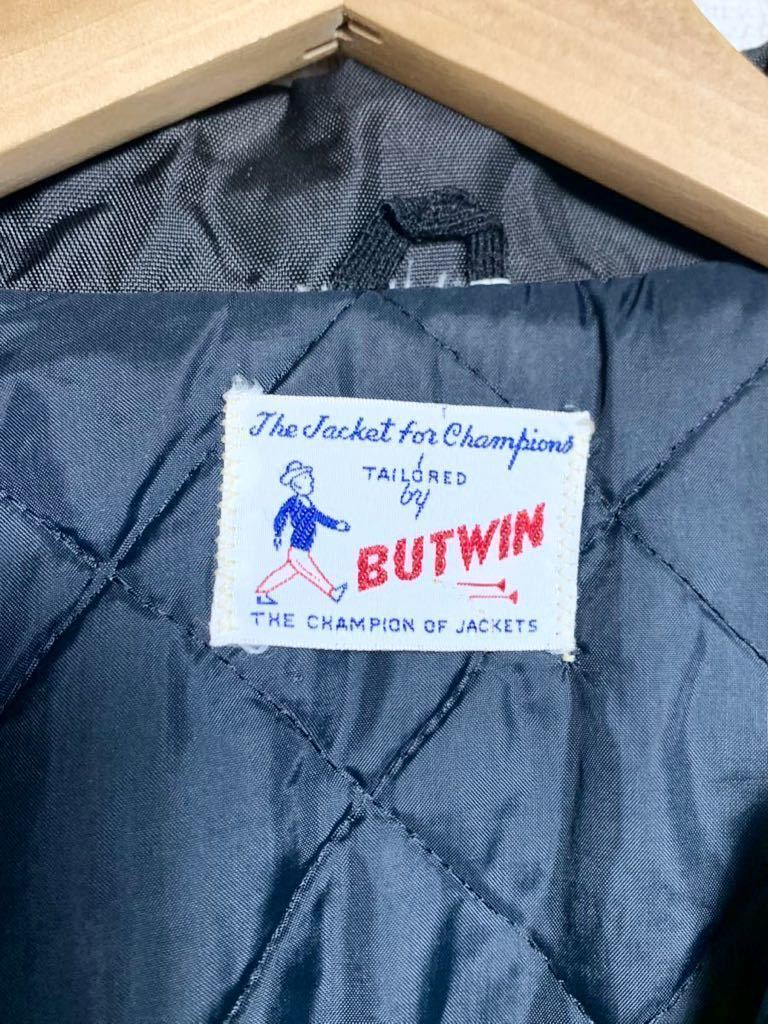 The Jacket for Champions
TAILORED
by
BUTWIN
THE CHAMPION OF JACKETS